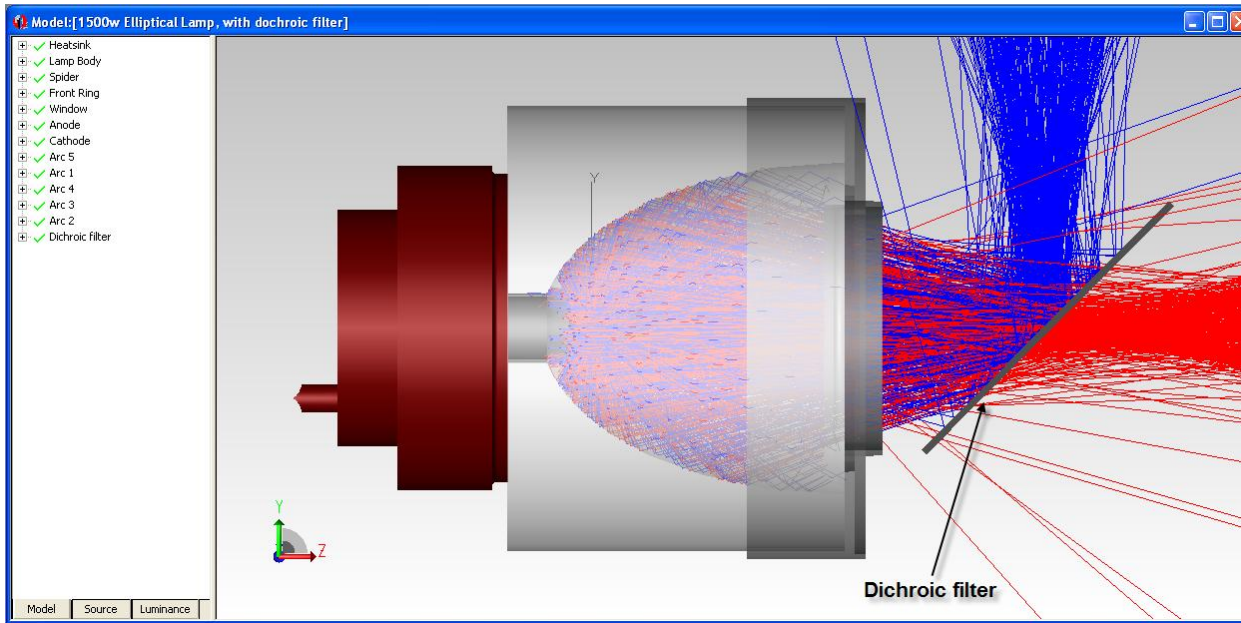 Model:[1500w Elliptical Lamp, with dochroic filter]
Heatsink
Lamp Body
Spider
Front Ring
Window
Anode
Cathode
Arc 5
Arc 1
Arc 4
Arc 3
Arc 2
Dichroic filter
Y
Y
Z
Dichroic filter
Model
Source
Luminance